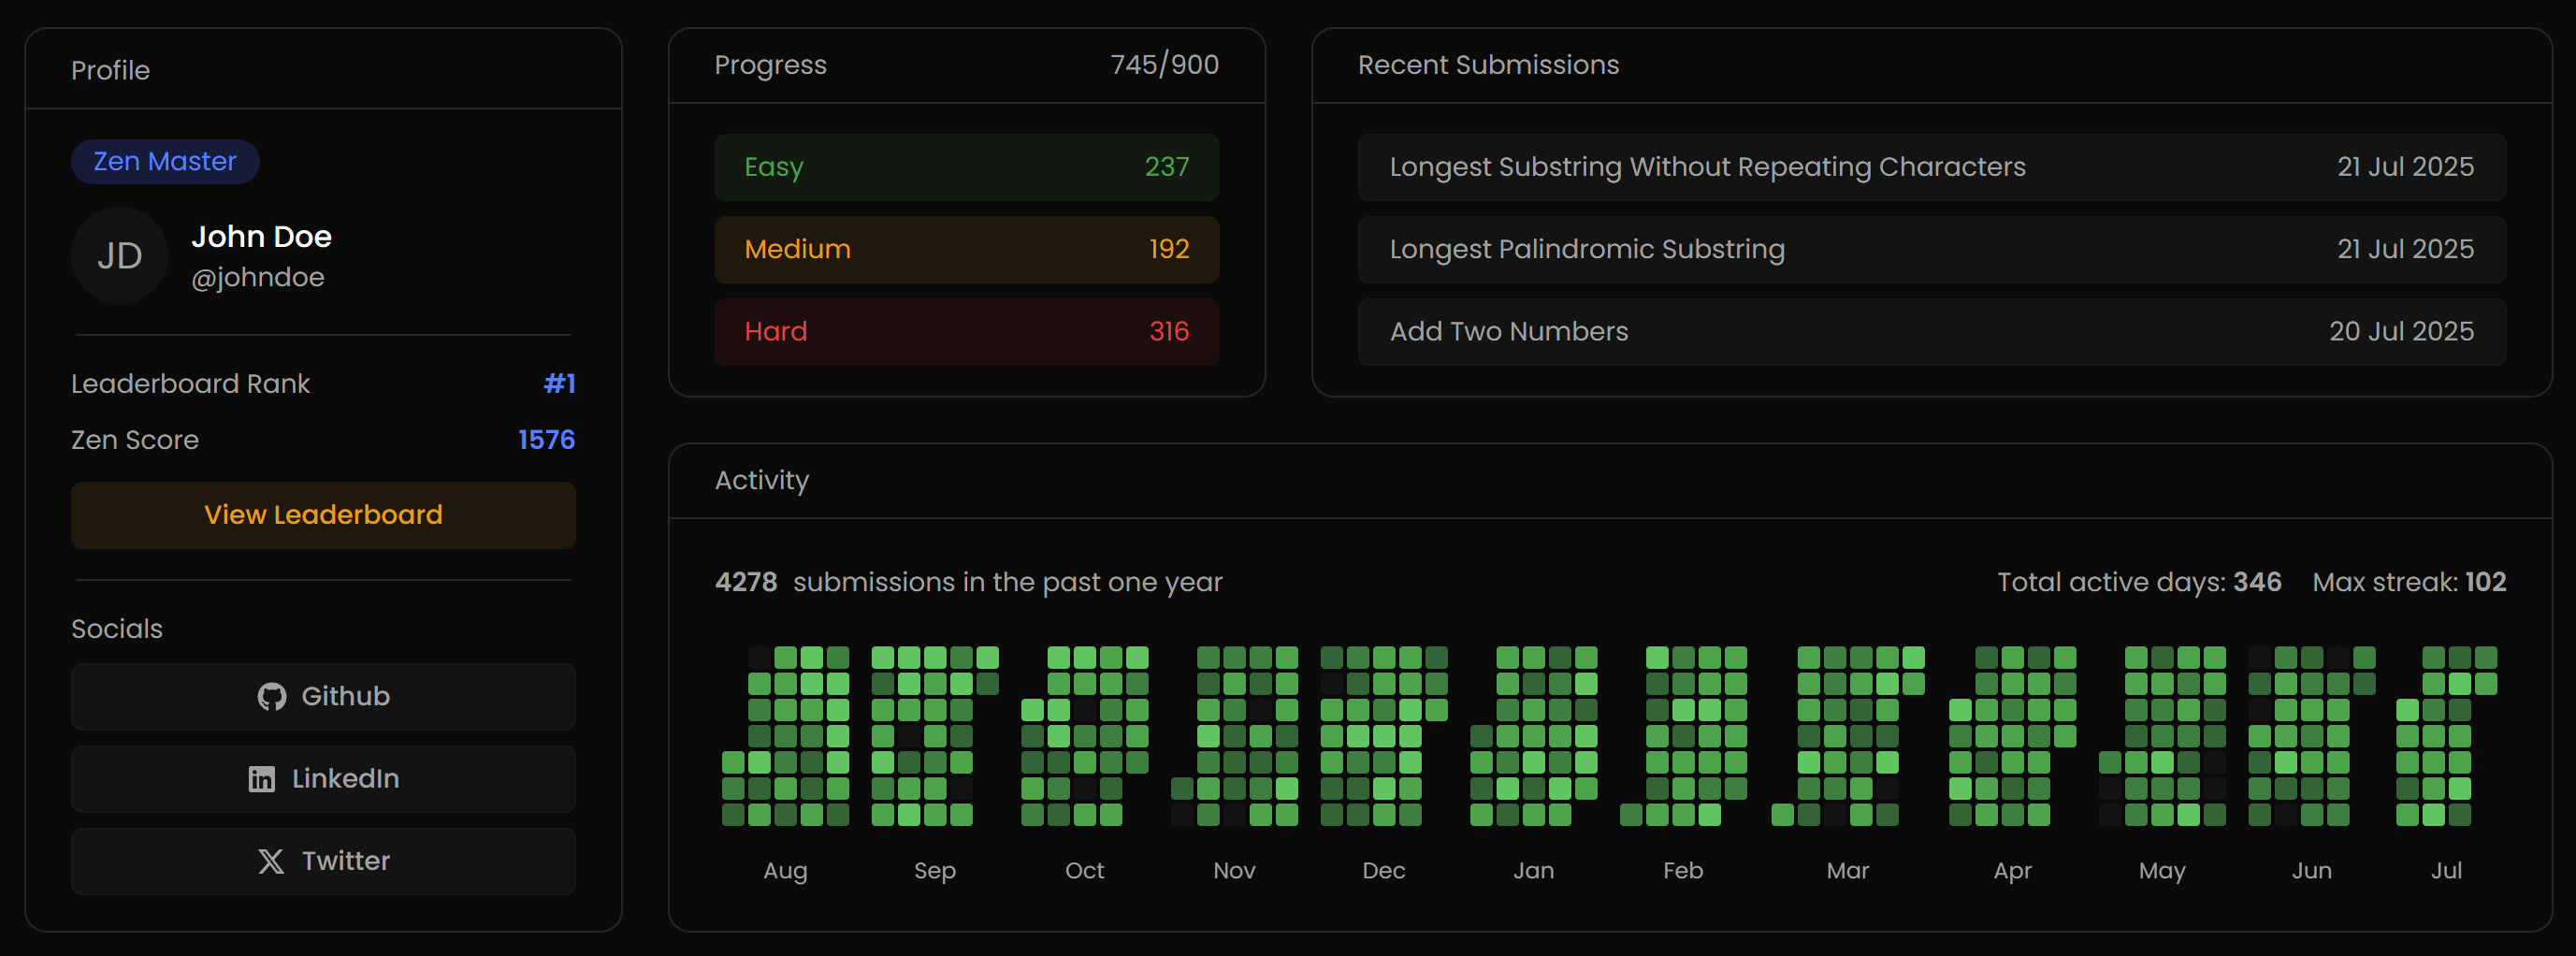 Profile
Zen Master
JD
John Doe
@johndoe
Leaderboard Rank #1
Zen Score 1576
View Leaderboard
Socials
Github
LinkedIn
Twitter
Progress 745/900
Easy 237
Medium 192
Hard 316
Recent Submissions
Longest Substring Without Repeating Characters 21 Jul 2025
Longest Palindromic Substring 21 Jul 2025
Add Two Numbers 20 Jul 2025
Activity
4278 submissions in the past one year Total active days: 346 Max streak: 102
Aug Sep Oct Nov Dec Jan Feb Mar Apr May Jun Jul